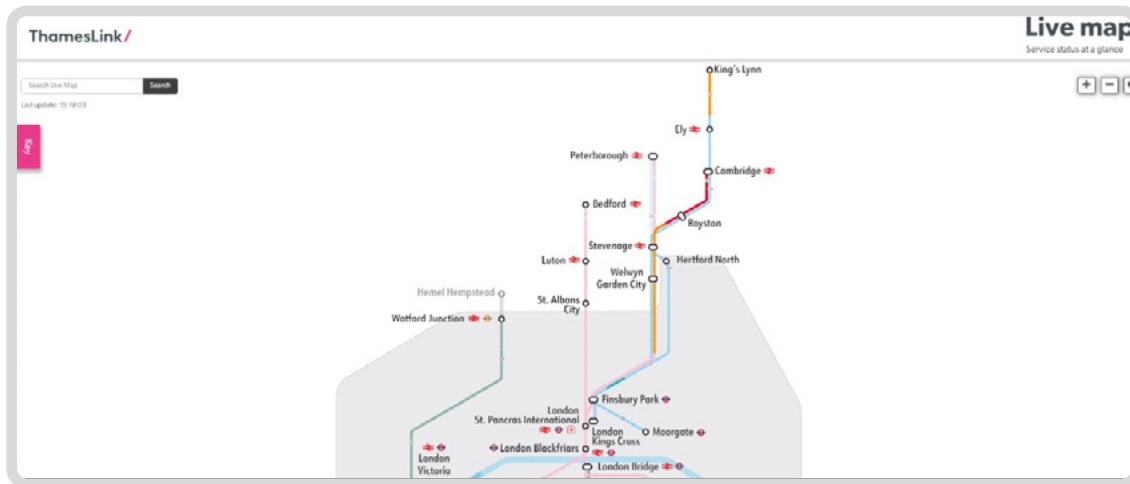 ThamesLink/
Live map
Service status at a glance
Search Live Map
Search
Last update: 15:19:03
Key
+
−
King's Lynn
Ely
Peterborough
Cambridge
Bedford
Royston
Stevenage
Luton
Hertford North
Welwyn
Garden City
Hemel Hempstead
St. Albans
City
Watford Junction
Finsbury Park
London
St. Pancras International
London
Kings Cross
Moorgate
London
Victoria
London Blackfriars
London Bridge